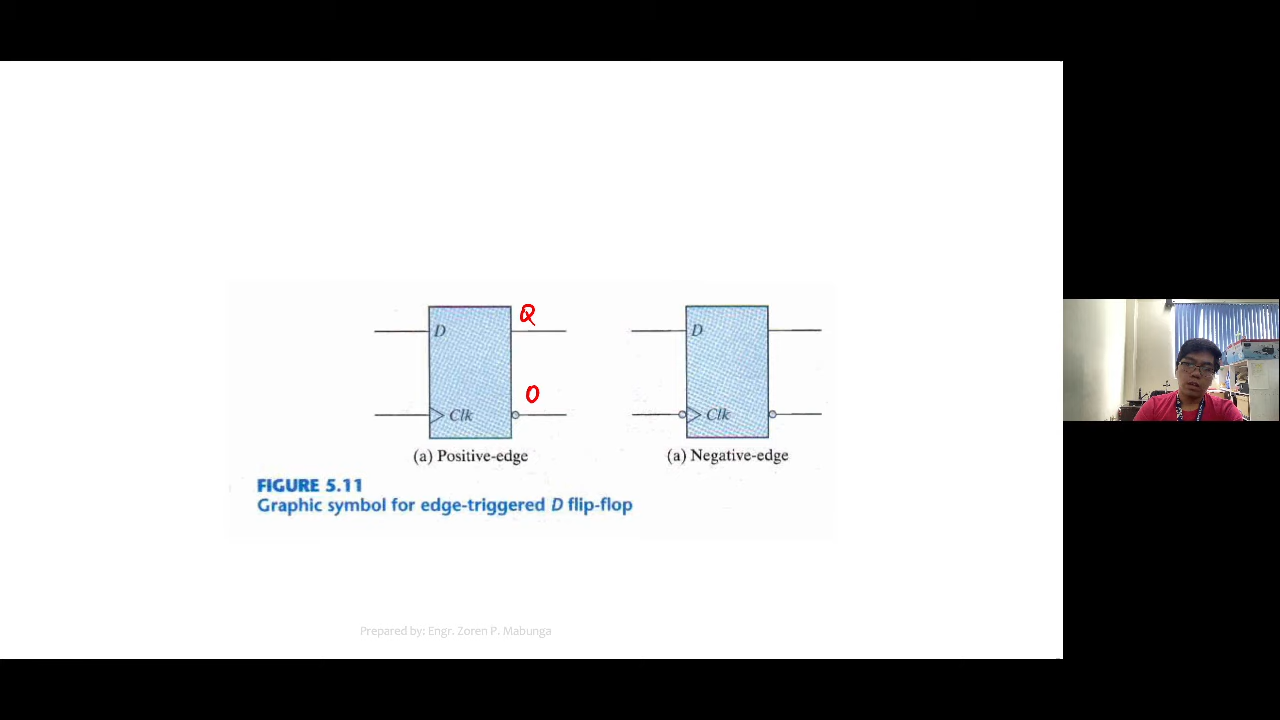 Q
D
D
O
Clk
Clk
(a) Positive-edge
(a) Negative-edge
FIGURE 5.11
Graphic symbol for edge-triggered D flip-flop
Prepared by: Engr. Zoren P. Mabunga